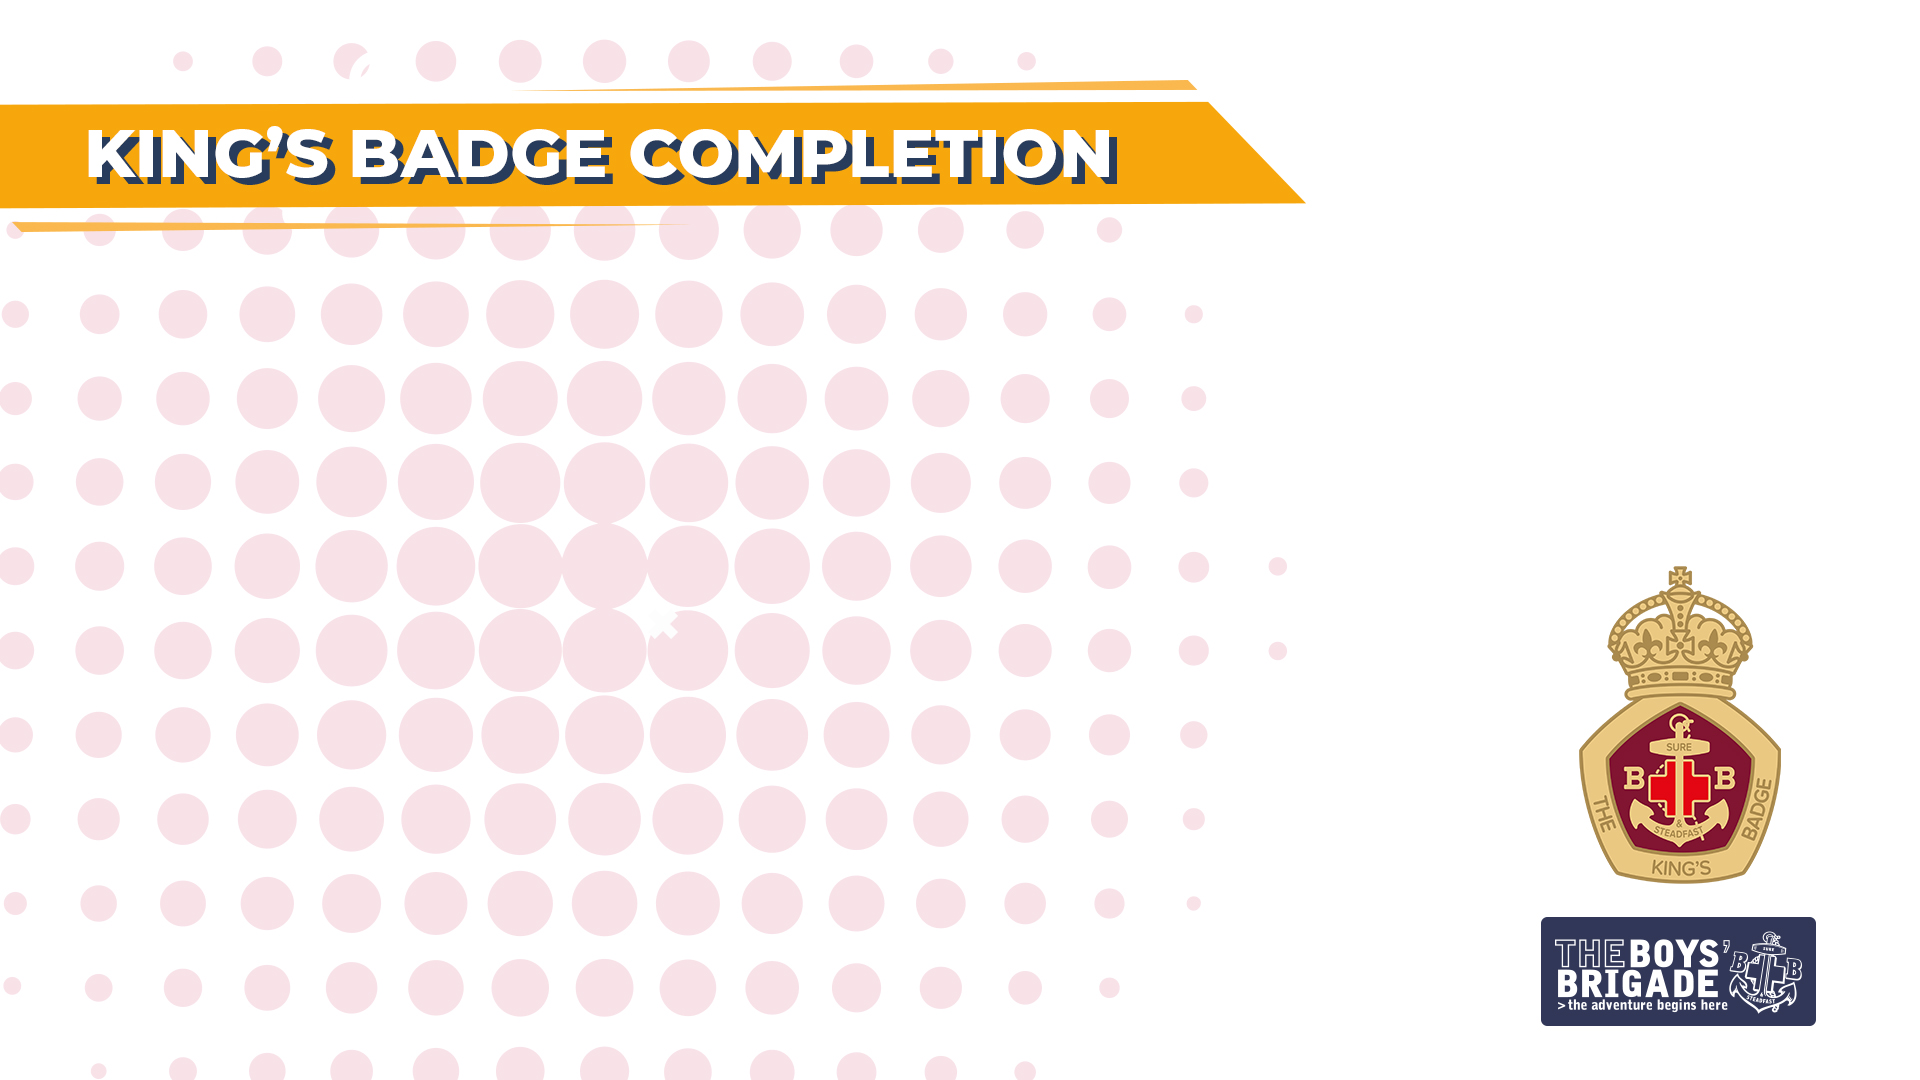 KING’S BADGE COMPLETION
SURE
B B
&
STEADFAST
THE
KING'S
BADGE
THE BOYS’
BRIGADE
> the adventure begins here
SURE
B B
&
STEADFAST